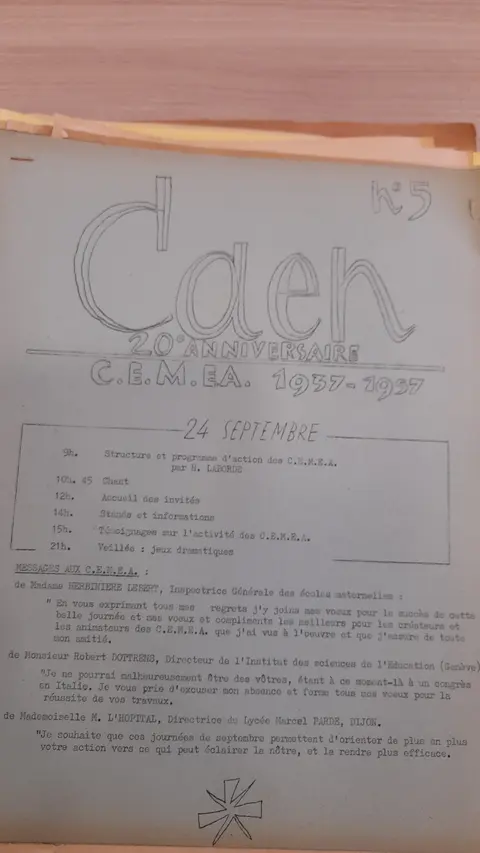 n°5
Caen
20° ANNIVERSAIRE
C.E.M.E.A. 1937-1957
24 SEPTEMBRE
9h. Structure et programme d'action des C.E.M.E.A.
par H. LABORDE
10h. 45 Chant
12h. Accueil des invités
14h. Stands et informations
15h. Témoignages sur l'activité des C.E.M.E.A.
21h. Veillée : jeux dramatiques
MESSAGES AUX C.E.M.E.A. :
de Madame HERBINIERE LEBERT, Inspectrice Générale des écoles maternelles :
" En vous exprimant tous mes regrets j'y joins mes voeux pour le succès de cette
belle journée et mes voeux et compliments les meilleurs pour les créateurs et
les animateurs des C.E.M.E.A. que j'ai vus à l'oeuvre et que j'assure de toute
mon amitié.
de Monsieur Robert DOTTRENS, Directeur de l'Institut des sciences de l'Education (Genève)
"Je ne pourrai malheureusement être des vôtres, étant à ce moment-là à un congrès
en Italie. Je vous prie d'excuser mon absence et forme tous mes voeux pour la
réussite de vos travaux.
de Mademoiselle M. L'HOPITAL, Directrice du Lycée Marcel PARDE, DIJON.
"Je souhaite que ces journées de septembre permettent d'orienter de plus en plus
votre action vers ce qui peut éclairer la nôtre, et la rendre plus efficace.